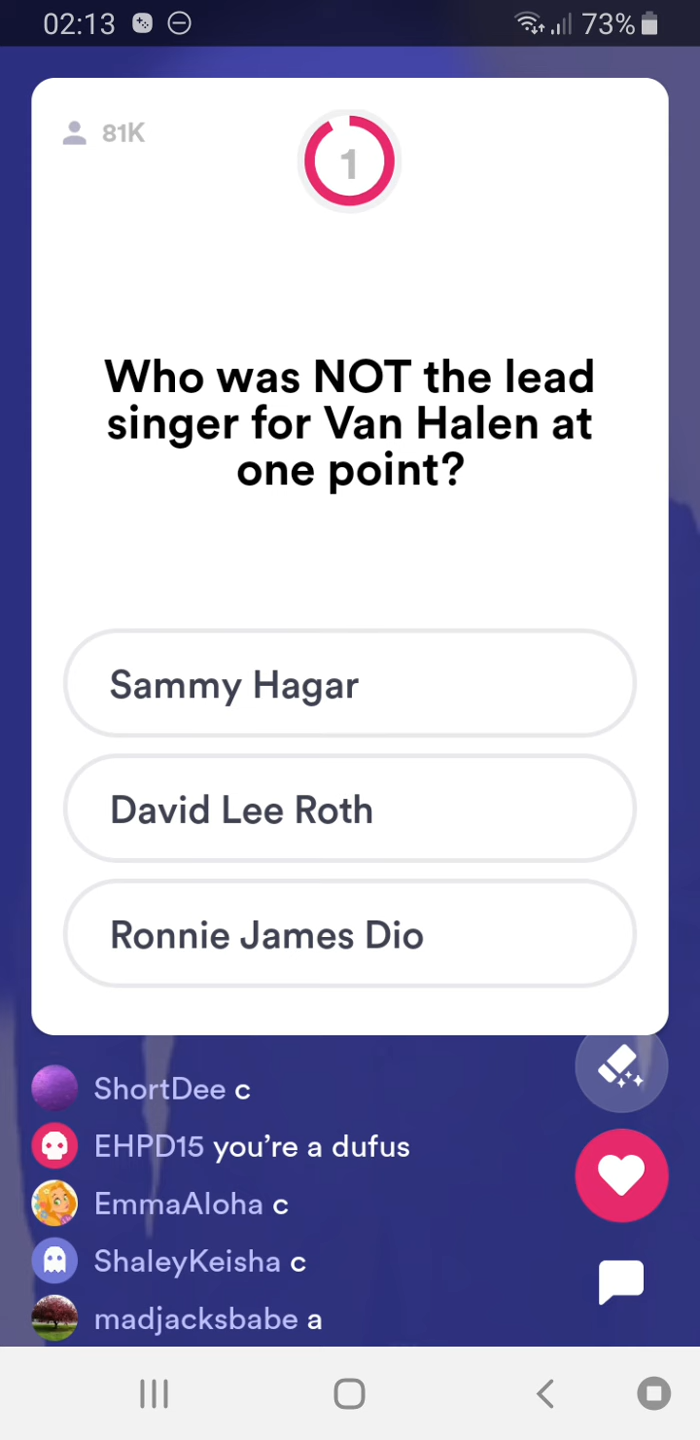 02:13
73%
81K
1
Who was NOT the lead
singer for Van Halen at
one point?
Sammy Hagar
David Lee Roth
Ronnie James Dio
ShortDee c
EHPD15 you're a dufus
EmmaAloha c
ShaleyKeisha c
madjacksbabe a